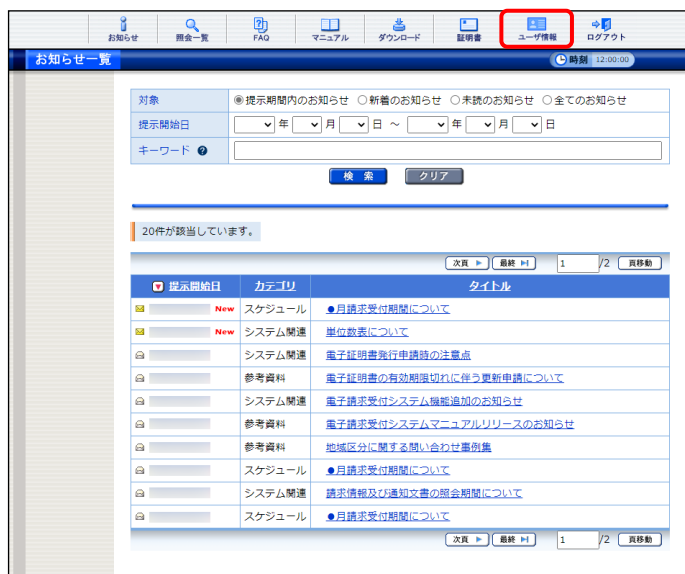 お知らせ 照会一覧 FAQ マニュアル ダウンロード 証明書 ユーザ情報 ログアウト
お知らせ一覧 時刻 12:00:00
対象 提示期間内のお知らせ 新着のお知らせ 未読のお知らせ 全てのお知らせ
提示開始日 年 月 日 ～ 年 月 日
キーワード ?
検 索 クリア
20件が該当しています。
次頁 最終 1 /2 頁移動
提示開始日 カテゴリ タイトル
New スケジュール ●月請求受付期間について
New システム関連 単位数表について
システム関連 電子証明書発行申請時の注意点
参考資料 電子証明書の有効期限切れに伴う更新申請について
システム関連 電子請求受付システム機能追加のお知らせ
参考資料 電子請求受付システムマニュアルリリースのお知らせ
参考資料 地域区分に関する問い合わせ事例集
スケジュール ●月請求受付期間について
システム関連 請求情報及び通知文書の照会期間について
スケジュール ●月請求受付期間について
次頁 最終 1 /2 頁移動